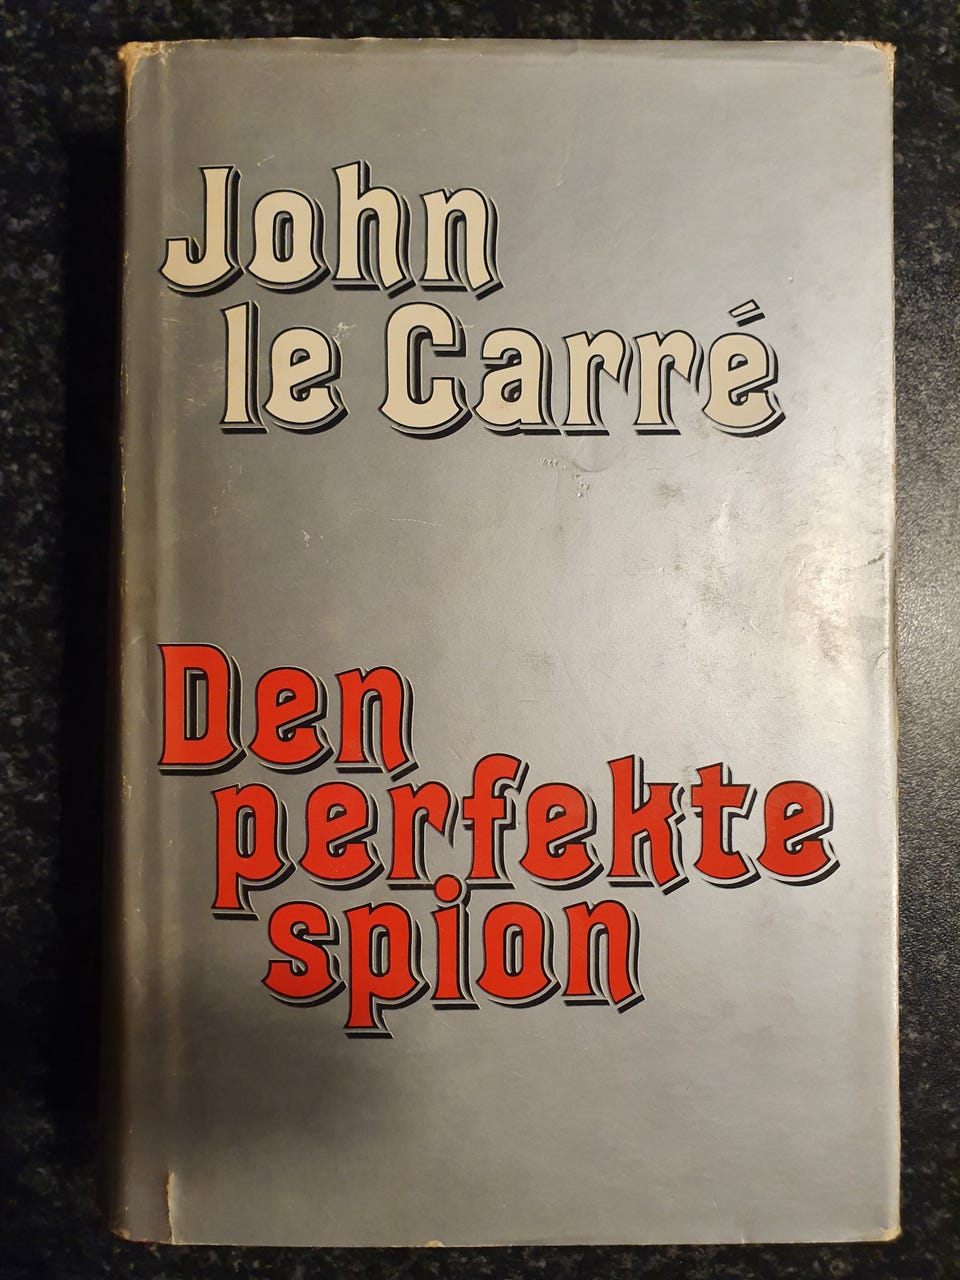 John
le Carré
Den
perfekte
spion